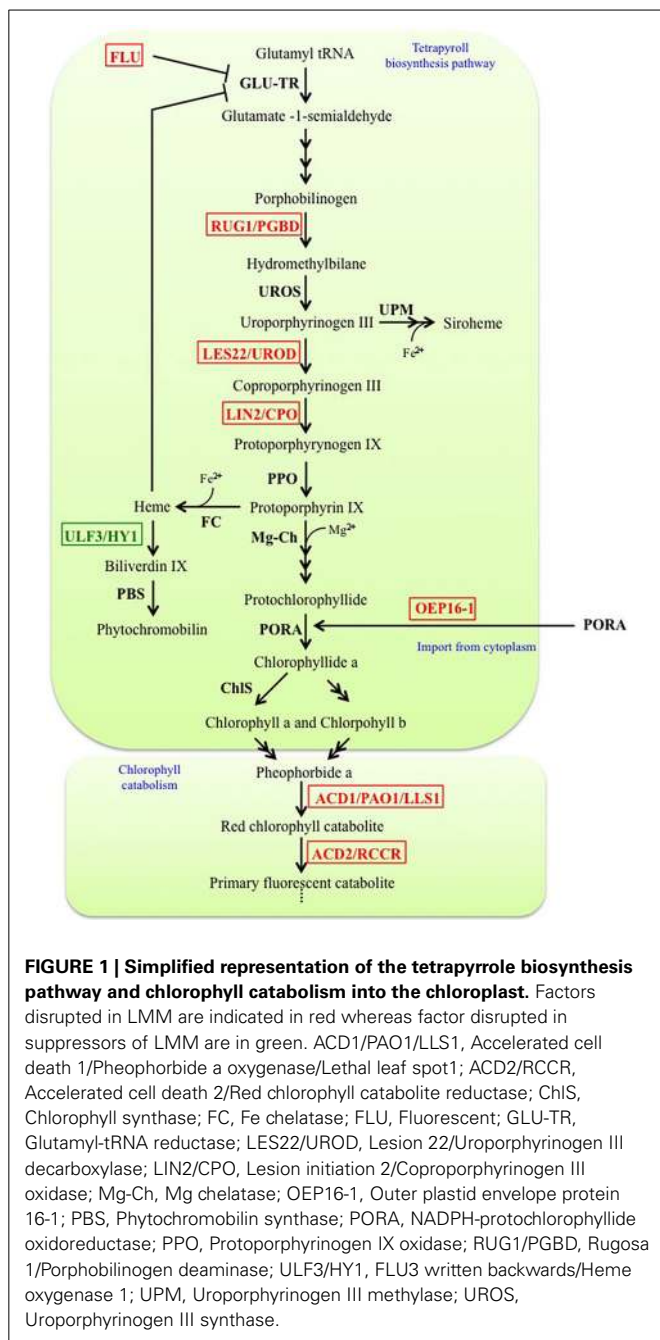 FLU
Glutamyl tRNA
Tetrapyroll
biosynthesis pathway
GLU-TR
Glutamate -1-semialdehyde
Porphobilinogen
RUG1/PGBD
Hydromethylbilane
UROS
UPM
Uroporphyrinogen III
Siroheme
Fe²⁺
LES22/UROD
Coproporphyrinogen III
LIN2/CPO
Protoporphyrynogen IX
PPO
Fe²⁺
Heme
Protoporphyrin IX
FC
ULF3/HY1
Mg-Ch
Mg²⁺
Biliverdin IX
PBS
Protochlorophyllide
OEP16-1
Phytochromobilin
PORA
PORA
Import from cytoplasm
Chlorophyllide a
ChlS
Chlorophyll a and Chlorpohyll b
Chlorophyll
catabolism
Pheophorbide a
ACD1/PAO1/LLS1
Red chlorophyll catabolite
ACD2/RCCR
Primary fluorescent catabolite
FIGURE 1 | Simplified representation of the tetrapyrrole biosynthesis
pathway and chlorophyll catabolism into the chloroplast. Factors
disrupted in LMM are indicated in red whereas factor disrupted in
suppressors of LMM are in green. ACD1/PAO1/LLS1, Accelerated cell
death 1/Pheophorbide a oxygenase/Lethal leaf spot1; ACD2/RCCR,
Accelerated cell death 2/Red chlorophyll catabolite reductase; ChlS,
Chlorophyll synthase; FC, Fe chelatase; FLU, Fluorescent; GLU-TR,
Glutamyl-tRNA reductase; LES22/UROD, Lesion 22/Uroporphyrinogen III
decarboxylase; LIN2/CPO, Lesion initiation 2/Coproporphyrinogen III
oxidase; Mg-Ch, Mg chelatase; OEP16-1, Outer plastid envelope protein
16-1; PBS, Phytochromobilin synthase; PORA, NADPH-protochlorophyllide
oxidoreductase; PPO, Protoporphyrinogen IX oxidase; RUG1/PGBD, Rugosa
1/Porphobilinogen deaminase; ULF3/HY1, FLU3 written backwards/Heme
oxygenase 1; UPM, Uroporphyrinogen III methylase; UROS,
Uroporphyrinogen III synthase.